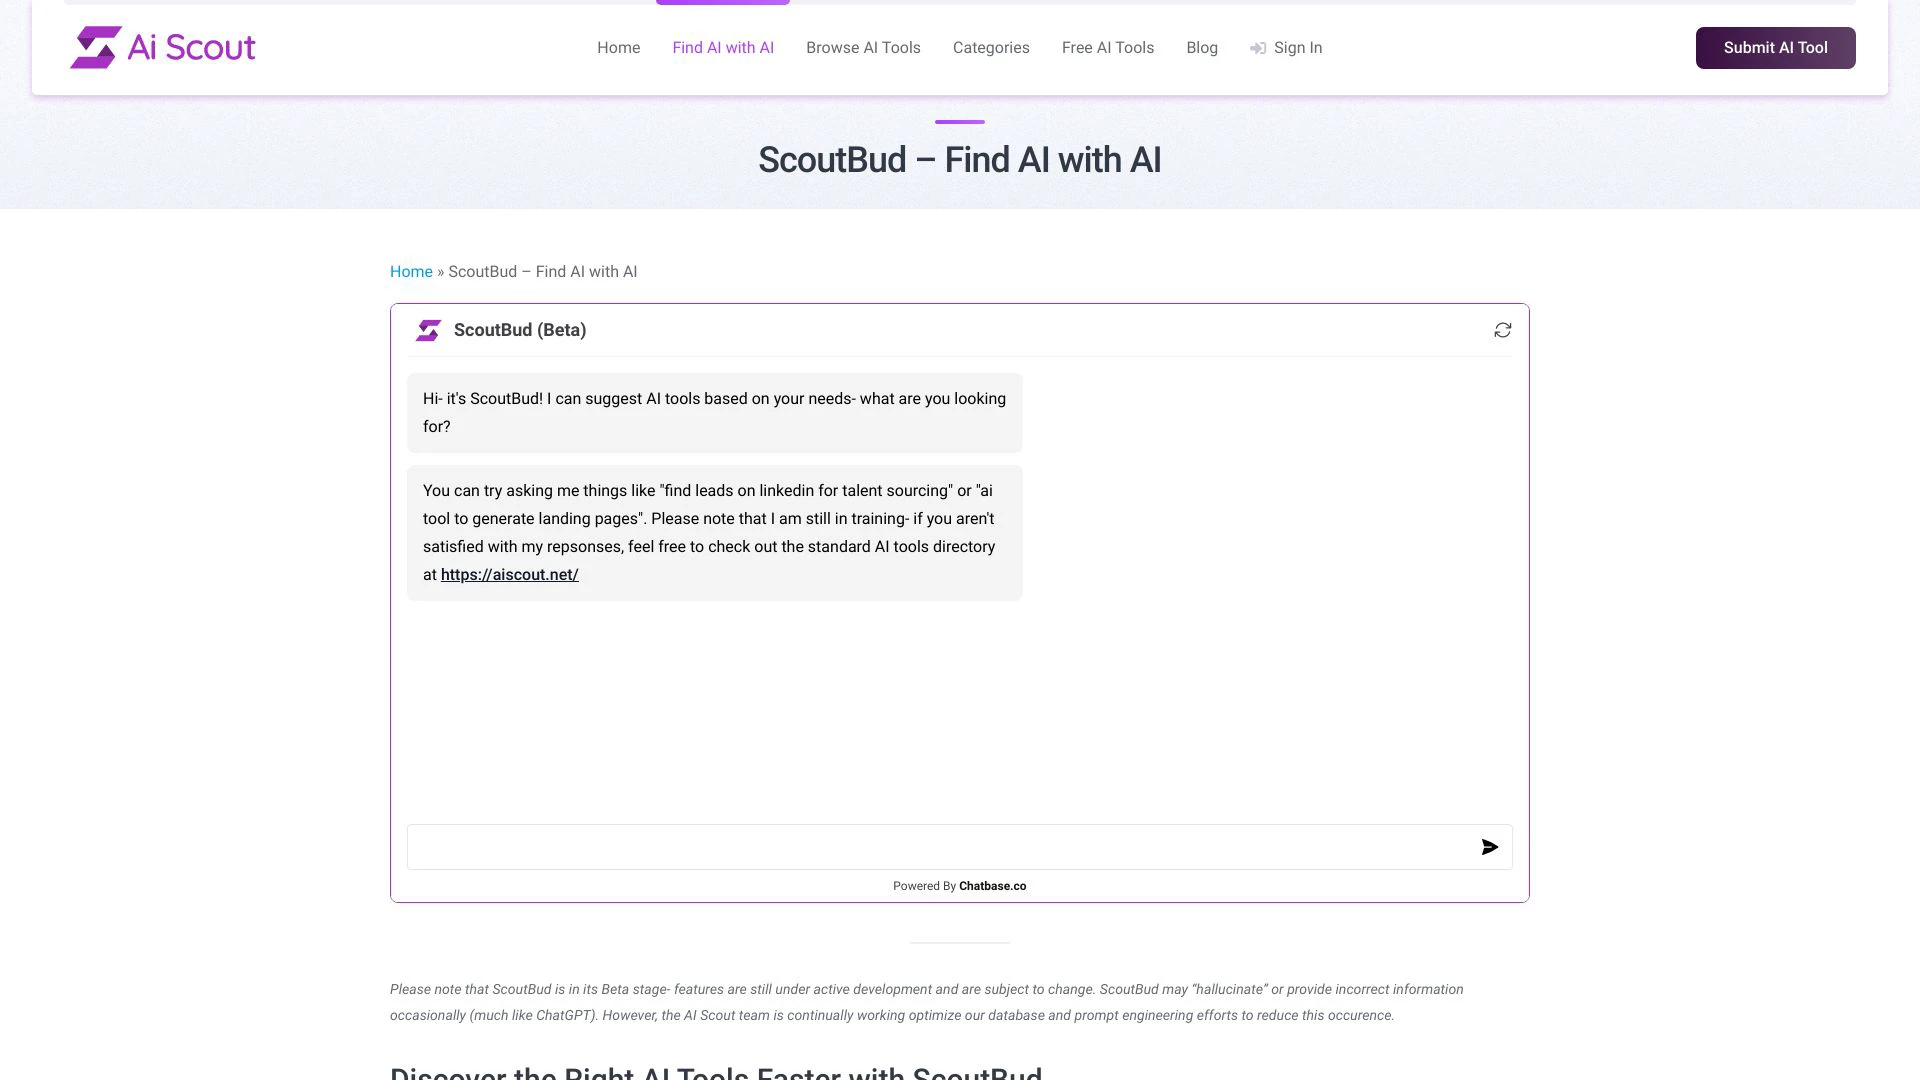 Ai Scout
Home
Find AI with AI
Browse AI Tools
Categories
Free AI Tools
Blog
Sign In
Submit AI Tool
ScoutBud – Find AI with AI
Home » ScoutBud – Find AI with AI
ScoutBud (Beta)
Hi- it's ScoutBud! I can suggest AI tools based on your needs- what are you looking
for?
You can try asking me things like "find leads on linkedin for talent sourcing" or "ai
tool to generate landing pages". Please note that I am still in training- if you aren't
satisfied with my repsonses, feel free to check out the standard AI tools directory
at https://aiscout.net/
Powered By Chatbase.co
Please note that ScoutBud is in its Beta stage- features are still under active development and are subject to change. ScoutBud may “hallucinate” or provide incorrect information
occasionally (much like ChatGPT). However, the AI Scout team is continually working optimize our database and prompt engineering efforts to reduce this occurence.
Discover the Right AI Tools Faster with ScoutBud